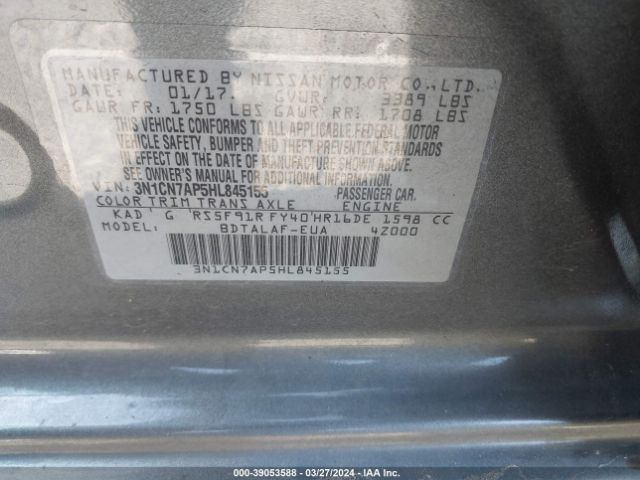 MANUFACTURED BY NISSAN MOTOR CO.,LTD.
DATE: 01/17. GVWR: 3389 LBS
GAWR FR: 1750 LBS GAWR RR: 1708 LBS
THIS VEHICLE CONFORMS TO ALL APPLICABLE FEDERAL MOTOR
VEHICLE SAFETY, BUMPER AND THEFT PREVENTION STANDARDS
IN EFFECT ON THE DATE OF MANUFACTURE SHOWN ABOVE.
SEE OWNER'S MANUAL FOR ADDITIONAL INFORMATION
VIN: 3N1CN7AP5HL845155 PASSENGER CAR.
COLOR TRIM TRANS AXLE ENGINE
KAD G RS5F91R FY40 HR16DE 1598 CC
MODEL: BDTALAF-EUA 4Z000
3N1CN7AP5HL845155
000-39053588 - 03/27/2024 - IAA Inc.